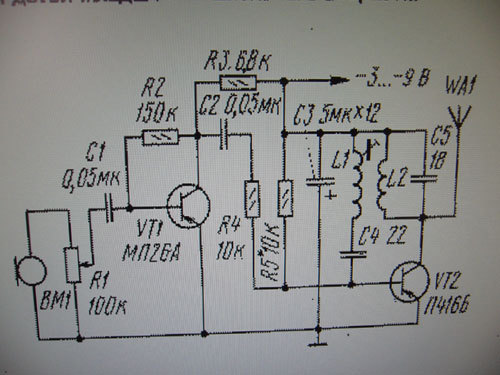 R3 6,8к
-3...-9 В
WA1
R2
150к
C2 0,05мк
C3 5мк×12
C1
0,05мк
L1
L2
C5
18
VT1
МП26А
R4
10к
R5* 10к
C4 22
BM1
R1
100к
VT2
П416Б